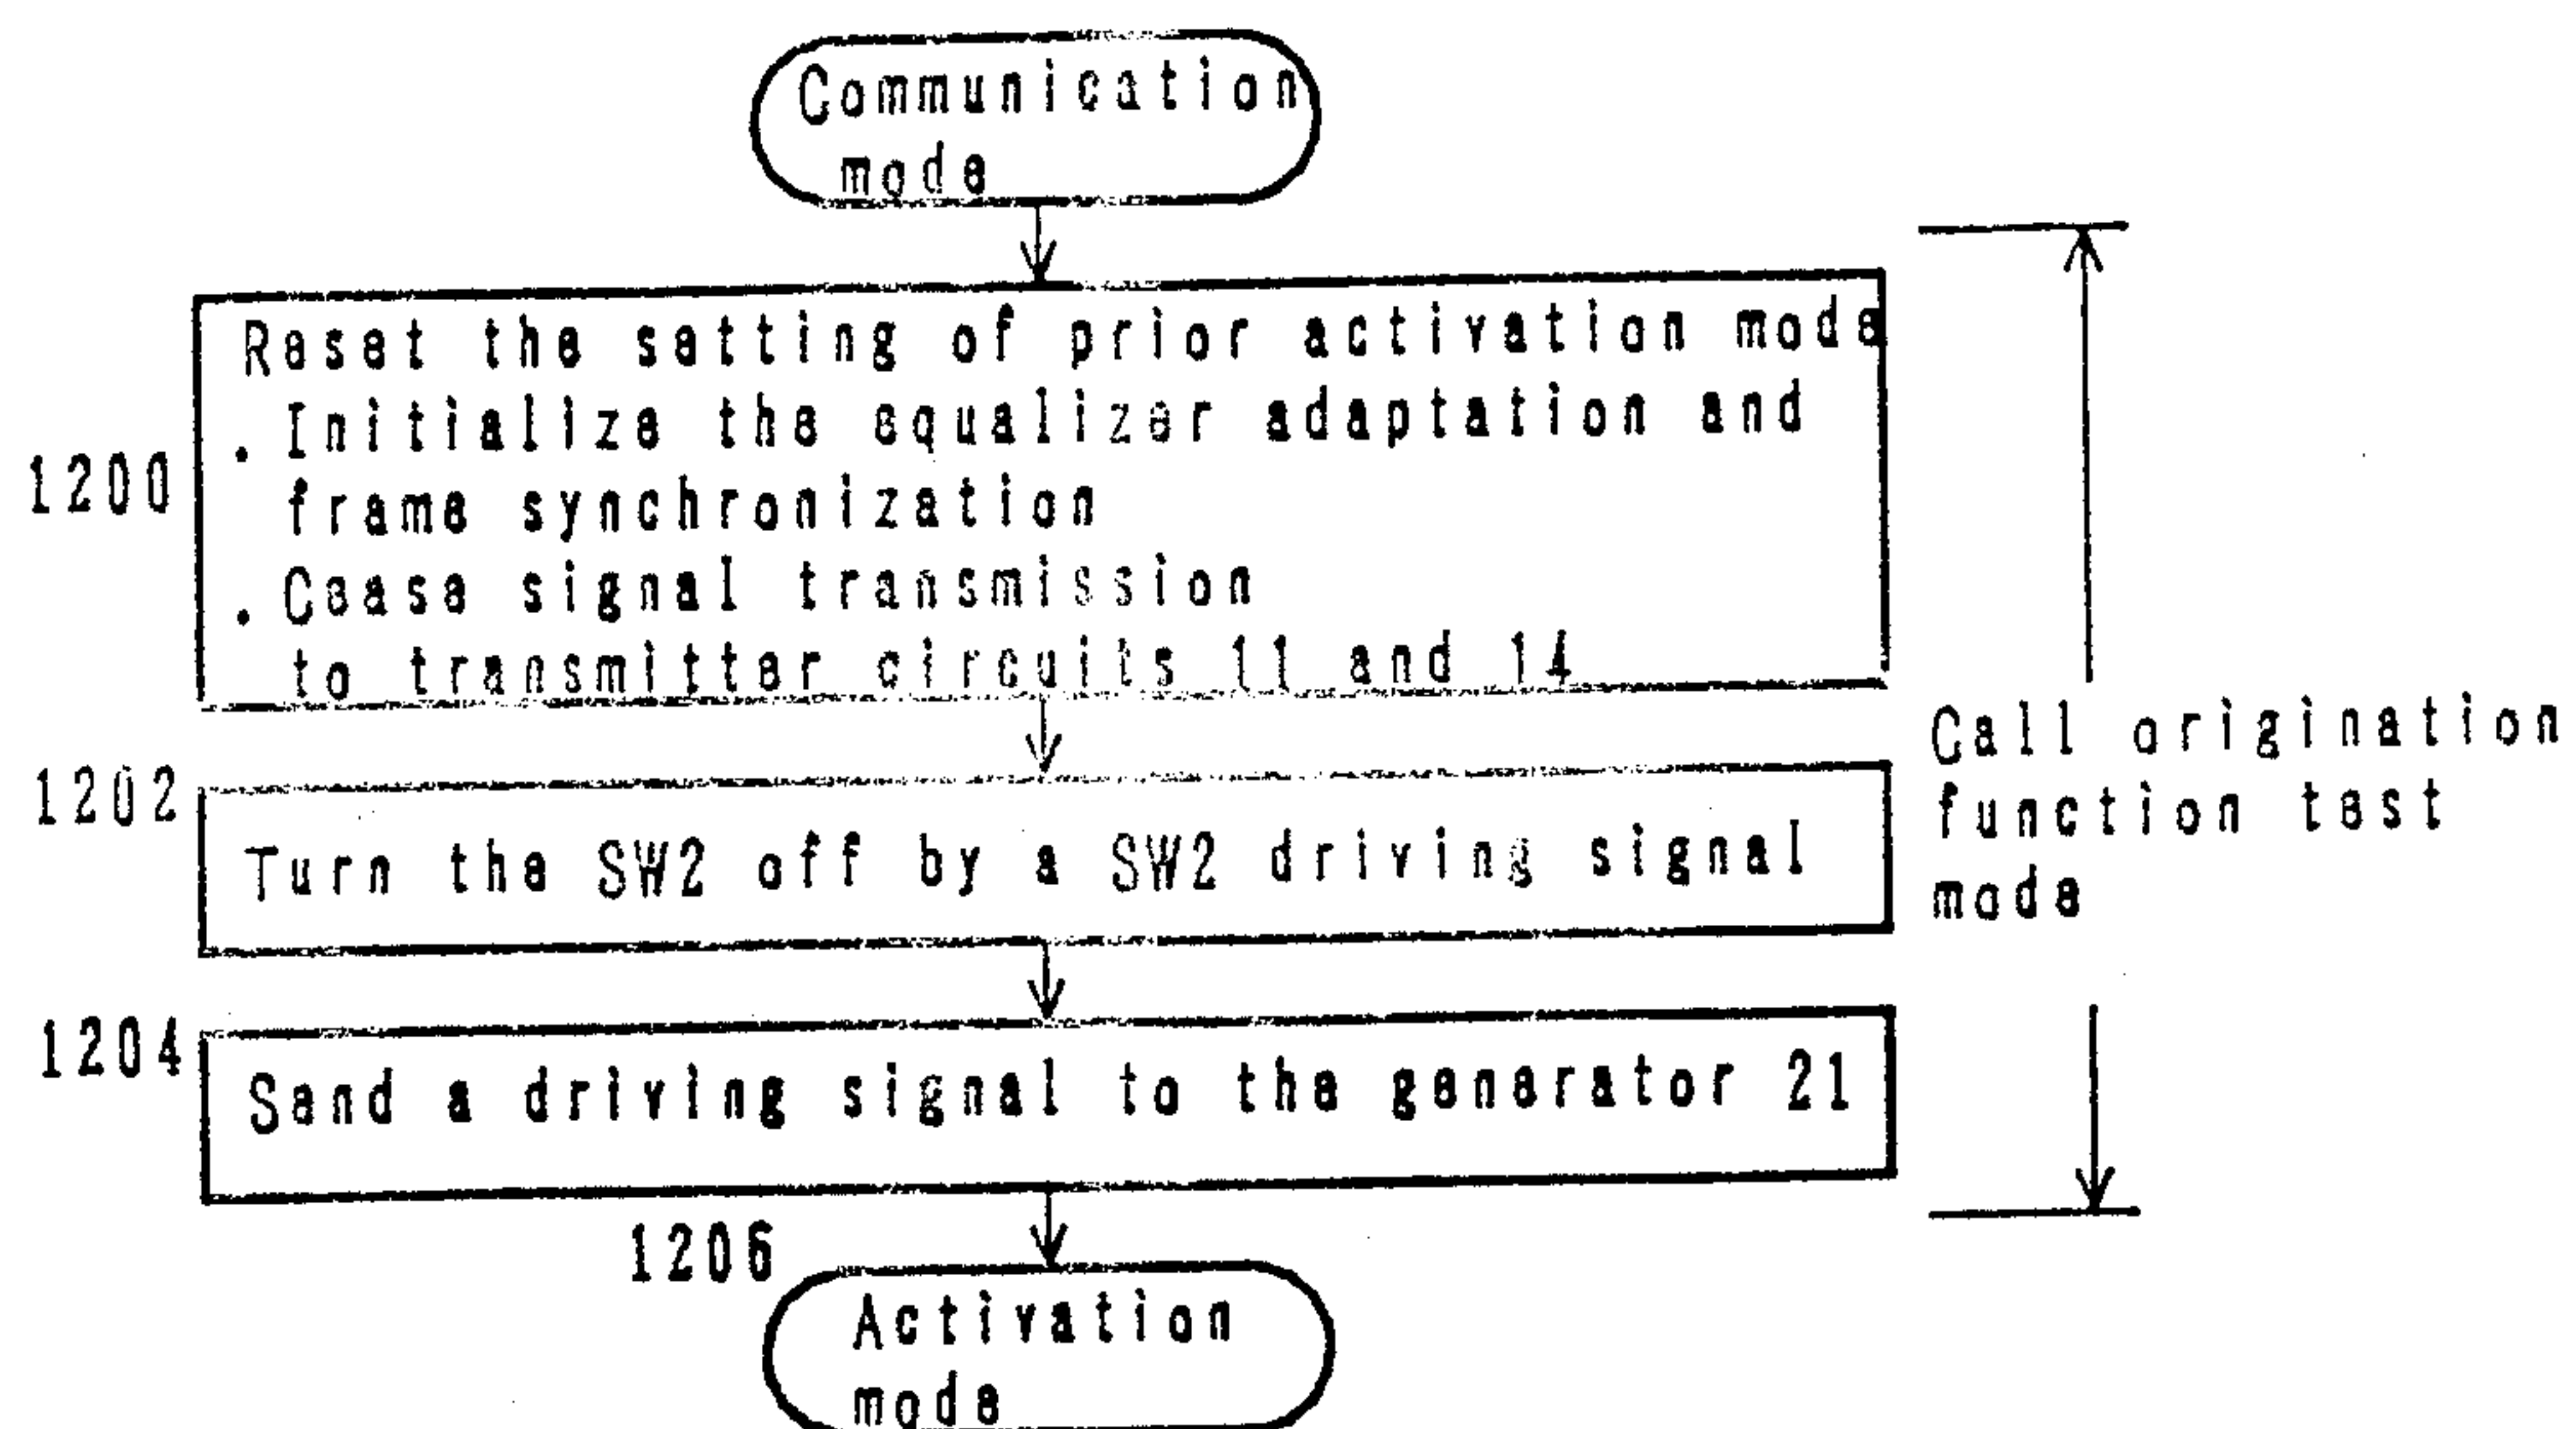 Communication
mode
Reset the setting of prior activation mode
. Initialize the equalizer adaptation and
1200
frame synchronization
. Cease signal transmission
to transmitter circuits 11 and 14
1202
Turn the SW2 off by a SW2 driving signal
Call origination
function test
mode
1204
Send a driving signal to the generator 21
1206
Activation
mode